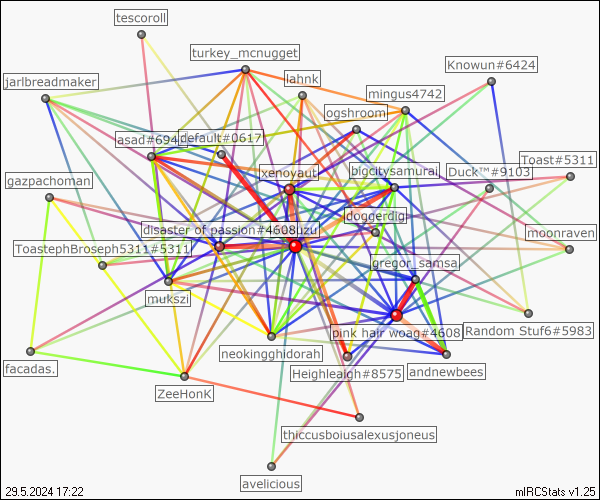 tescoroll
turkey_mcnugget
Knowun#6424
jarlbreadmaker
lahnk
mingus4742
ogshroom
asad#694
default#0617
Toast#5311
xenoyaut
bigcitysamurai
Duck™#9103
gazpachoman
doggerdigi
disaster of passion#4608
uzu
moonraven
ToastephBroseph5311#5311
gregor_samsa
mukszi
pink hair woag#4608
Random Stuf6#5983
neokingghidorah
facadas.
Heighleaigh#8575
andnewbees
ZeeHonK
thiccusboiusalexusjoneus
avelicious
29.5.2024 17:22
mIRCStats v1.25